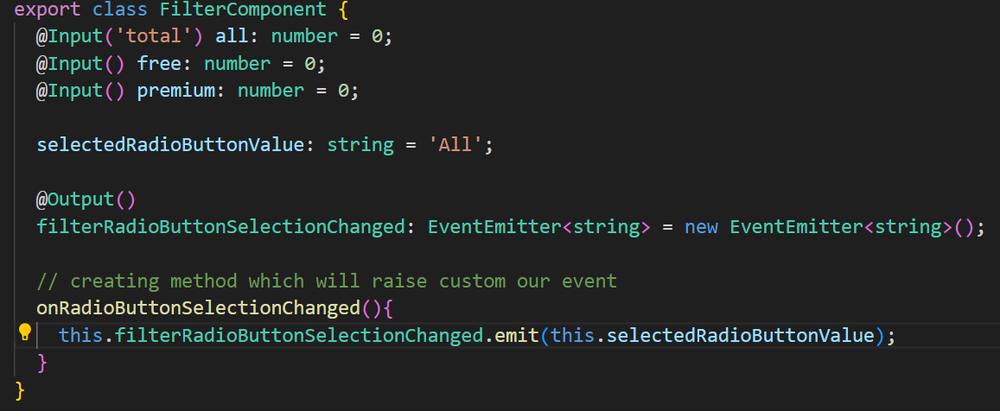 export class FilterComponent {
  @Input('total') all: number = 0;
  @Input() free: number = 0;
  @Input() premium: number = 0;

  selectedRadioButtonValue: string = 'All';

  @Output()
  filterRadioButtonSelectionChanged: EventEmitter<string> = new EventEmitter<string>();

  // creating method which will raise custom our event
  onRadioButtonSelectionChanged(){
    this.filterRadioButtonSelectionChanged.emit(this.selectedRadioButtonValue);
  }
}